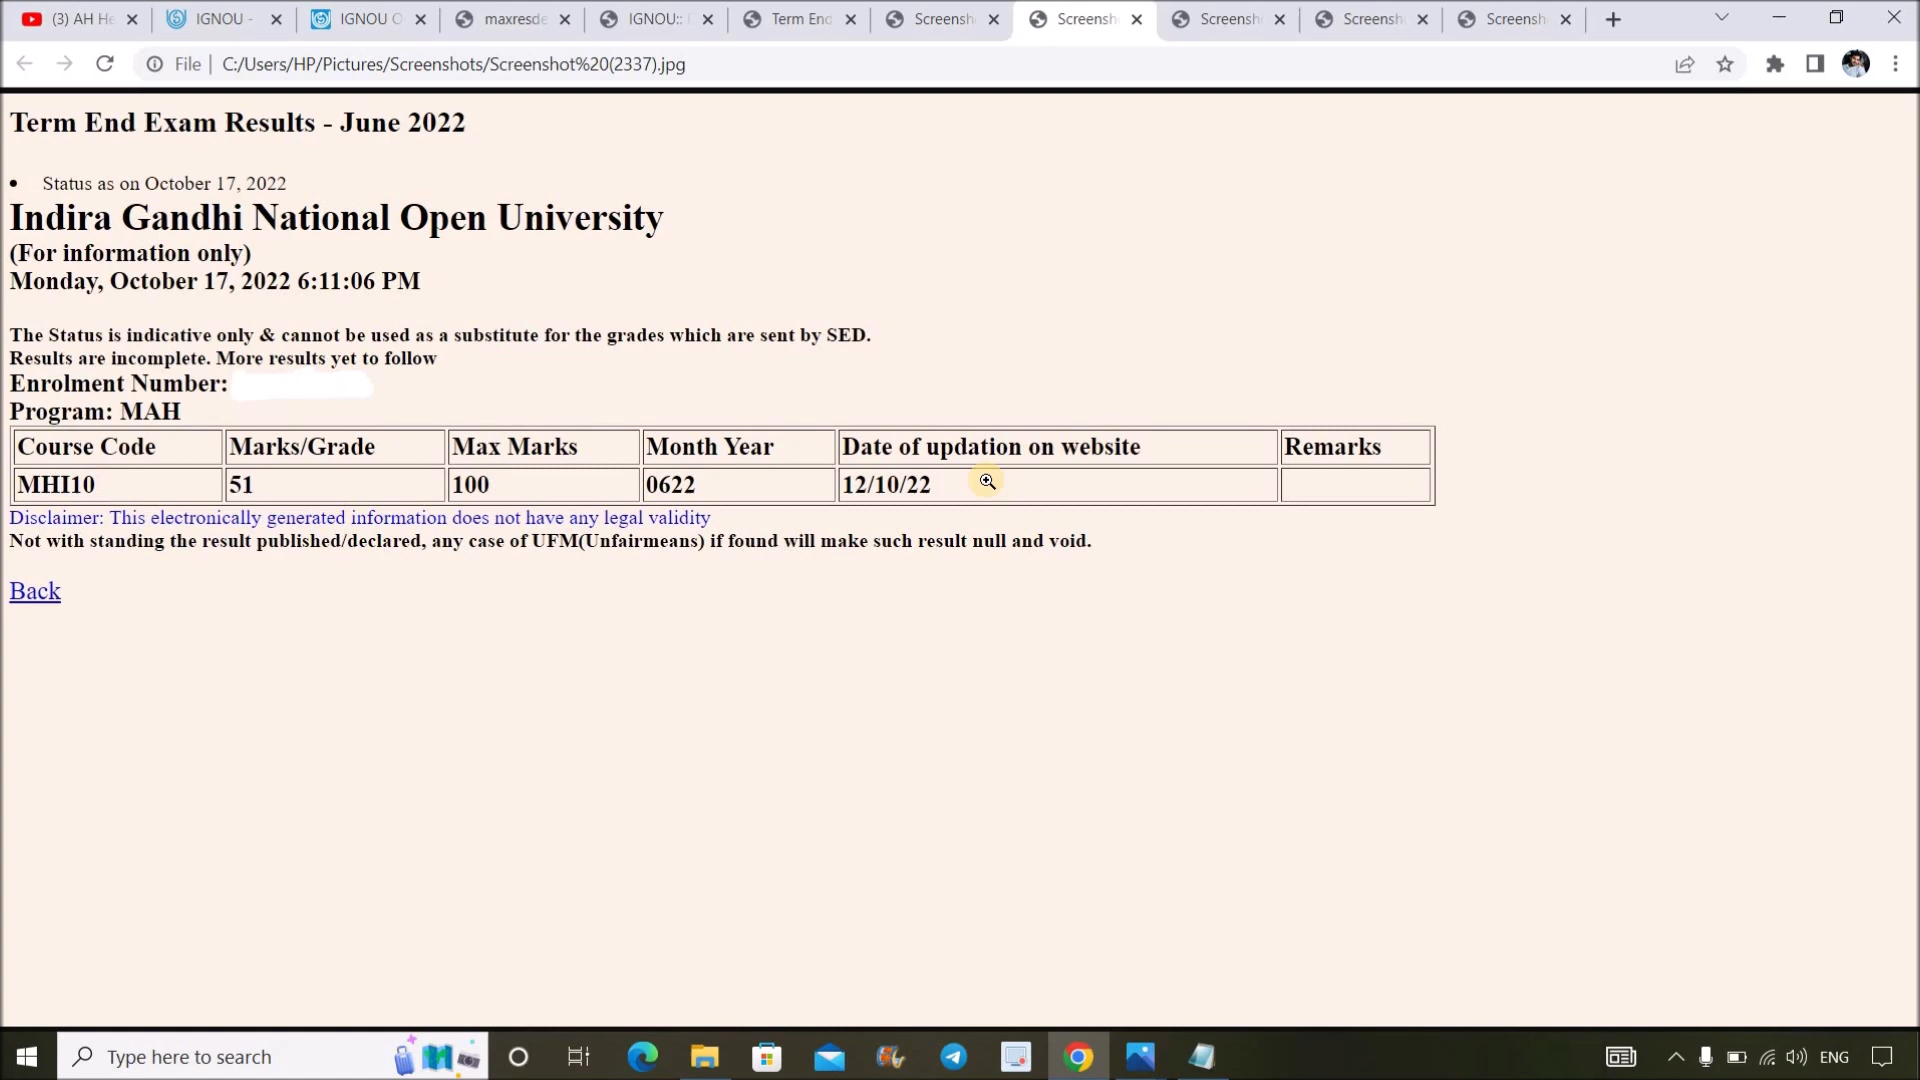 (3) AH He
IGNOU -
IGNOU O
maxresde
IGNOU::
Term End
Screensh
Screensh
Screensh
Screensh
Screensh
File
C:/Users/HP/Pictures/Screenshots/Screenshot%20(2337).jpg
Term End Exam Results - June 2022
• Status as on October 17, 2022
Indira Gandhi National Open University
(For information only)
Monday, October 17, 2022 6:11:06 PM
The Status is indicative only & cannot be used as a substitute for the grades which are sent by SED.
Results are incomplete. More results yet to follow
Enrolment Number:
Program: MAH
Course Code Marks/Grade Max Marks Month Year Date of updation on website Remarks
MHI10 51 100 0622 12/10/22
Disclaimer: This electronically generated information does not have any legal validity
Not with standing the result published/declared, any case of UFM(Unfairmeans) if found will make such result null and void.
Back
Type here to search
ENG